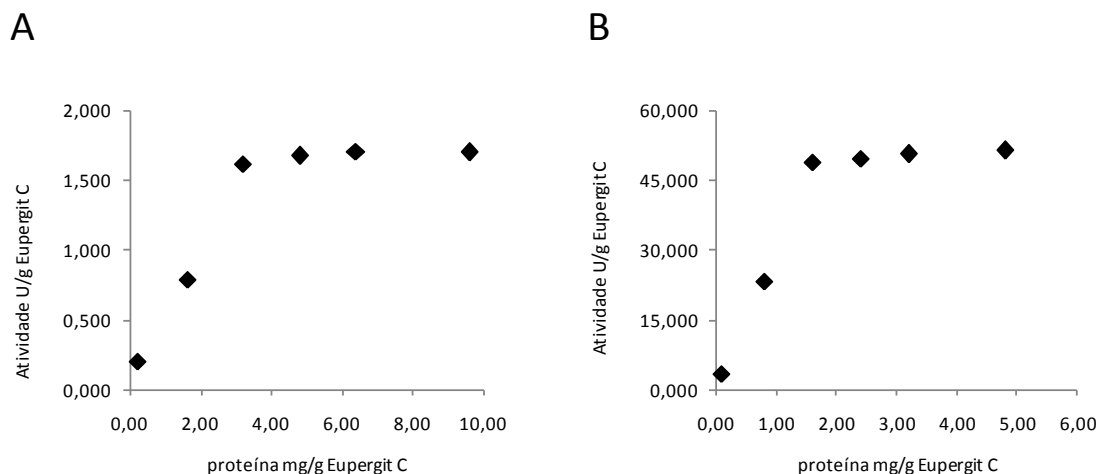 A
Atividade U/g Eupergit C
2,000
1,500
1,000
0,500
0,000
0,00 2,00 4,00 6,00 8,00 10,00
proteína mg/g Eupergit C
B
Atividade U/g Eupergit C
60,000
45,000
30,000
15,000
0,000
0,00 1,00 2,00 3,00 4,00 5,00 6,00
proteína mg/g Eupergit C